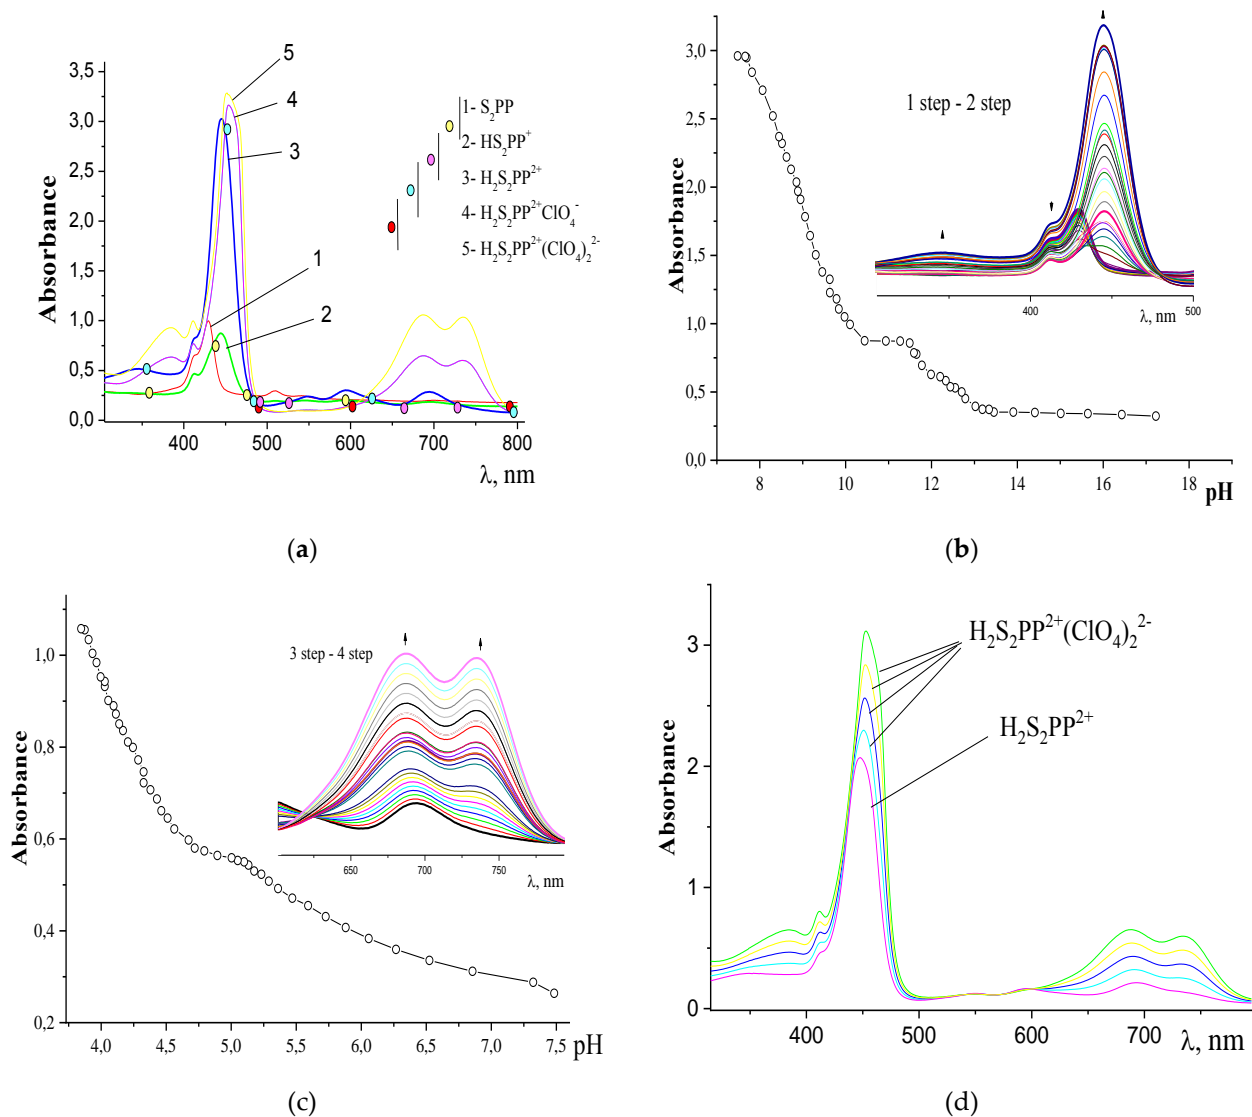 5
4
3
1
2
3,5
3,0
2,5
2,0
1,5
1,0
0,5
0,0
Absorbance
400 500 600 700 800
λ, nm
1- S₂PP
2- HS₂PP⁺
3- H₂S₂PP²⁺
4- H₂S₂PP²⁺ClO₄⁻
5- H₂S₂PP²⁺(ClO₄)₂²⁻
(a)
3,0
2,5
2,0
1,5
1,0
0,5
0,0
Absorbance
8 10 12 14 16 18
pH
1 step - 2 step
400 500
λ, nm
(b)
1,0
0,8
0,6
0,4
0,2
Absorbance
4,0 4,5 5,0 5,5 6,0 6,5 7,0 7,5
pH
3 step - 4 step
650 700 750
λ, nm
(c)
3
2
1
0
Absorbance
400 500 600 700
λ, nm
H₂S₂PP²⁺(ClO₄)₂²⁻
H₂S₂PP²⁺
(d)